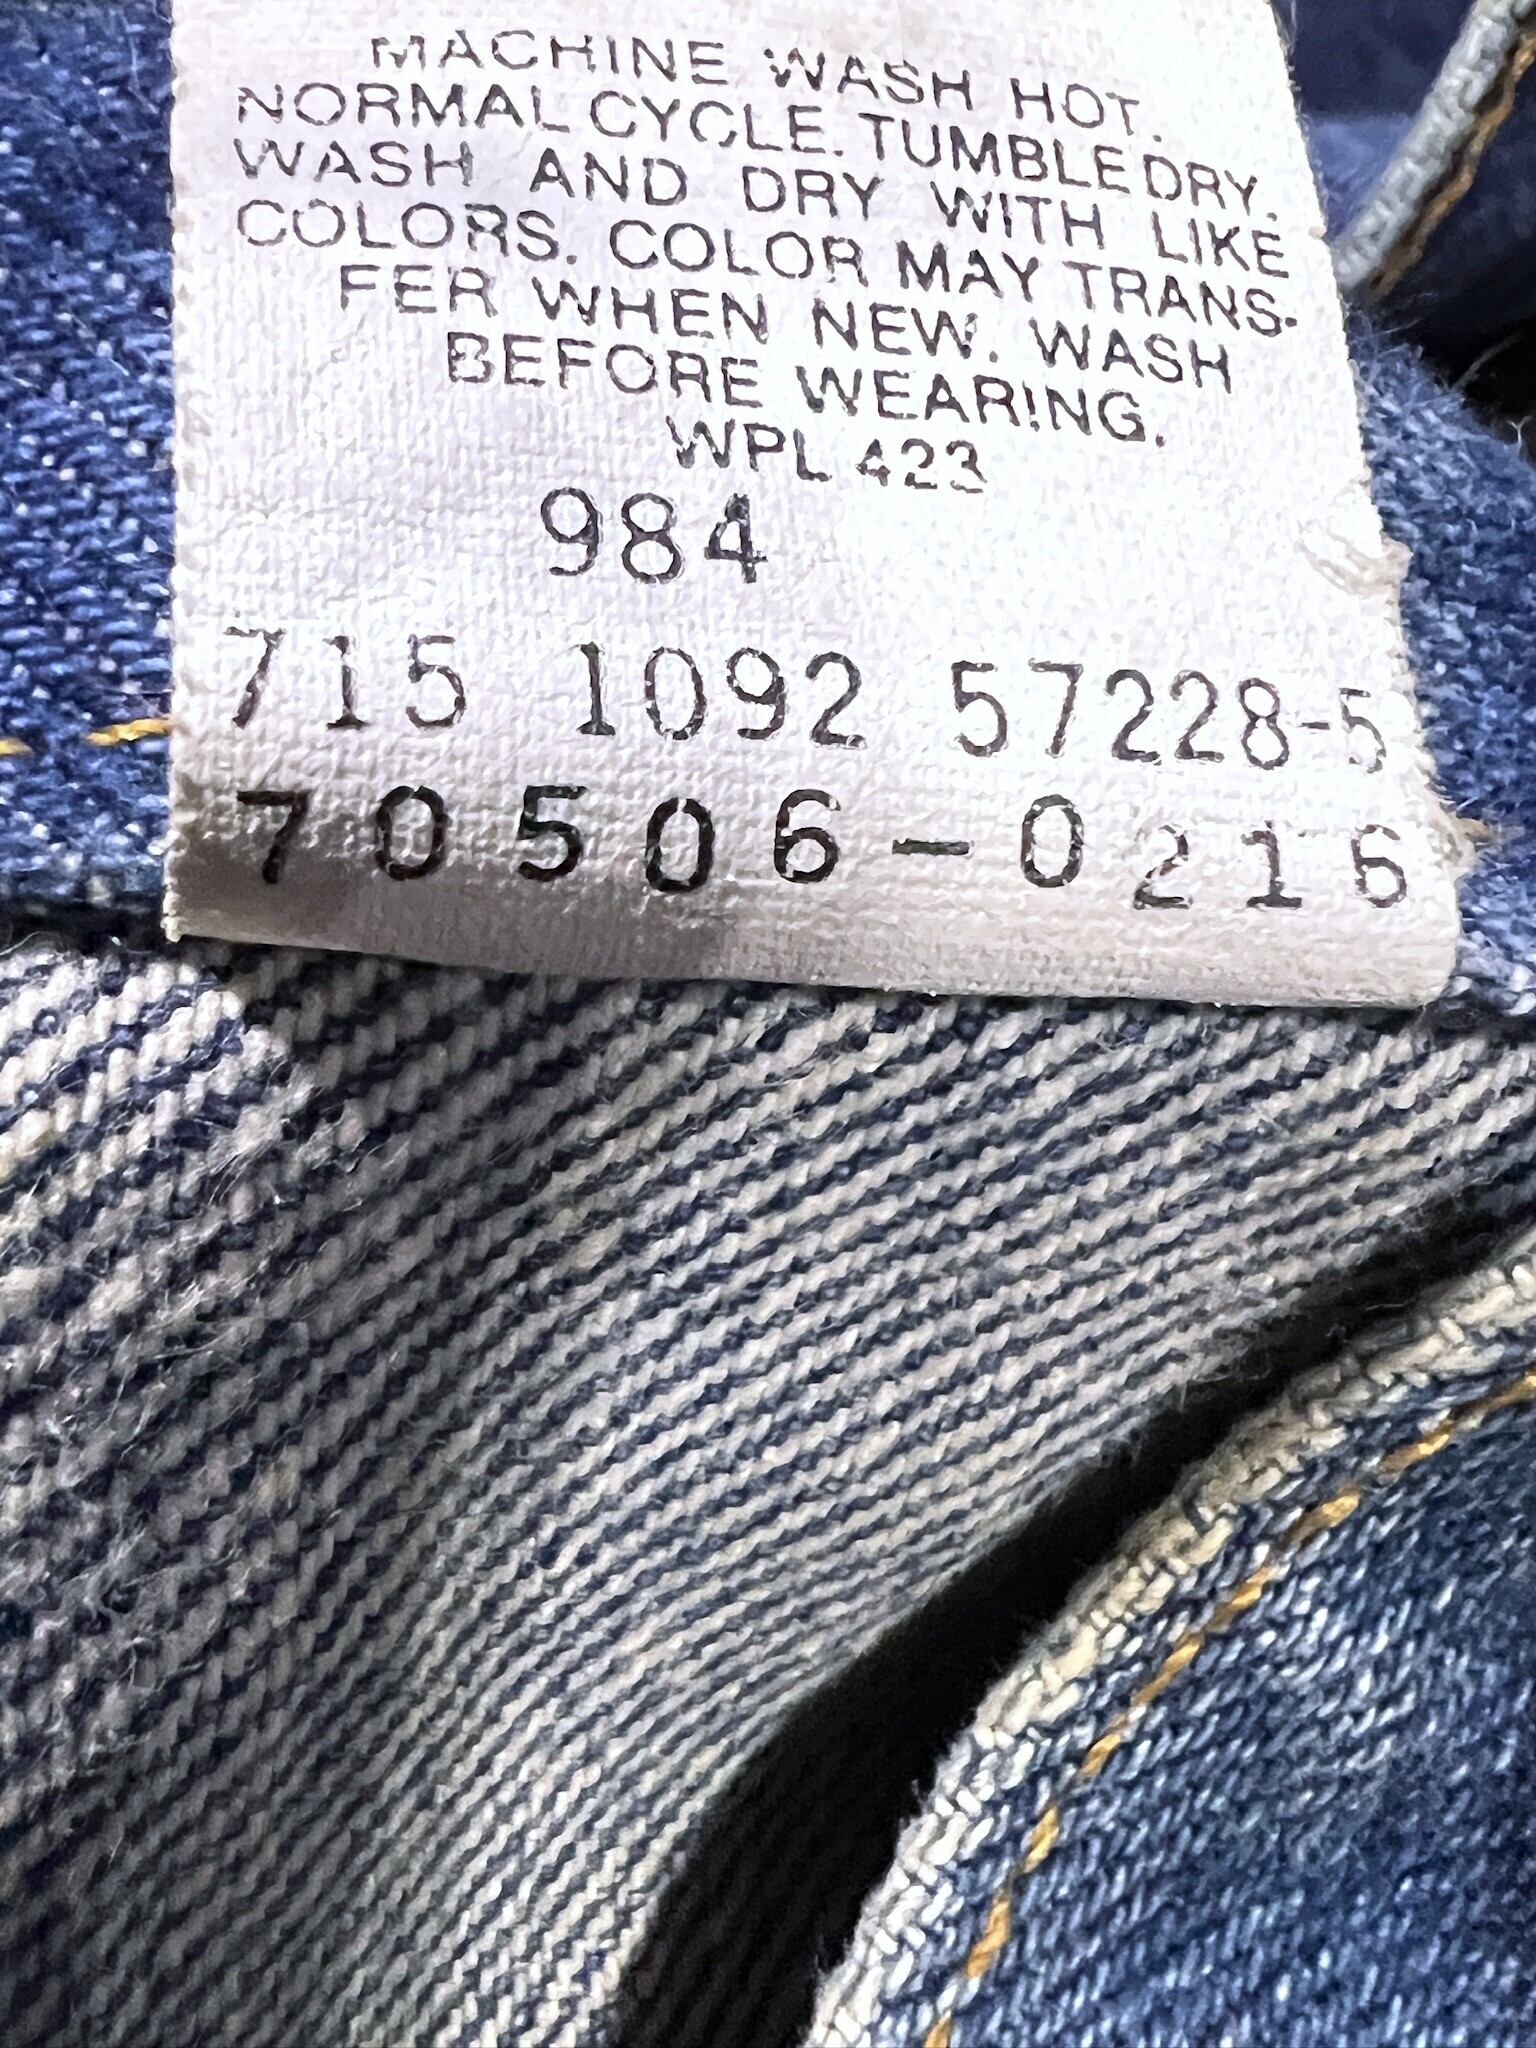 MACHINE WASH HOT.
NORMAL CYCLE. TUMBLE DRY.
WASH AND DRY WITH LIKE
COLORS. COLOR MAY TRANS-
FER WHEN NEW. WASH
BEFORE WEARING.
WPL 423
984
715 1092 57228-5
70506-0216